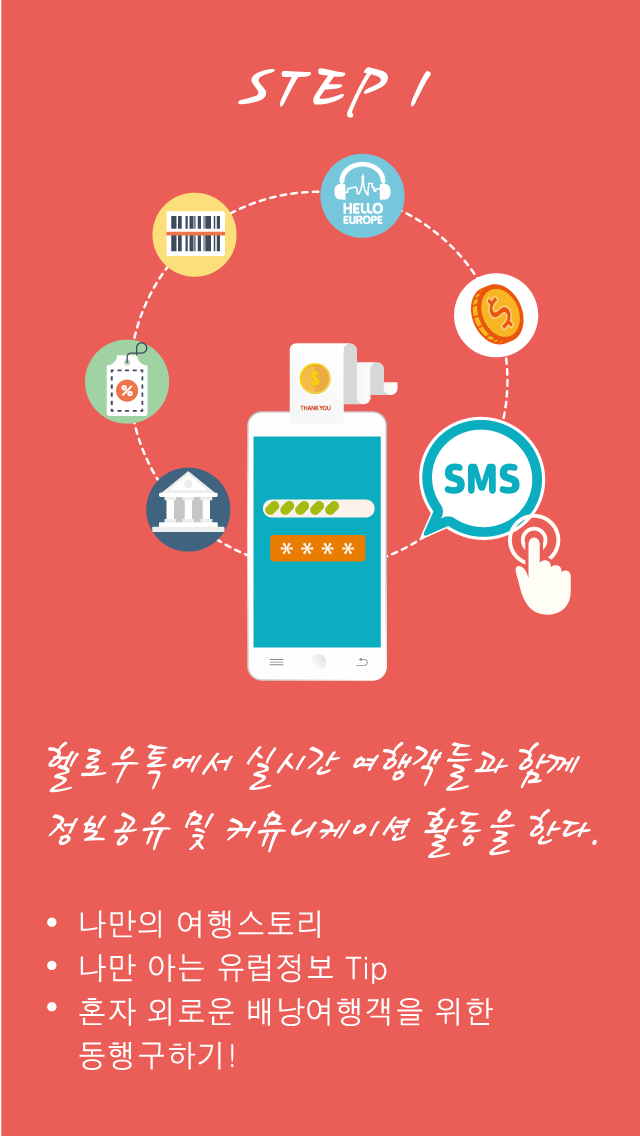 STEP 1
HELLO
EUROPE
%
$
$
THANK YOU
SMS
****
헬로우톡에서 실시간 여행객들과 함께
정보공유 및 커뮤니케이션 활동을 한다.
• 나만의 여행스토리
• 나만 아는 유럽정보 Tip
• 혼자 외로운 배낭여행객을 위한
동행구하기!